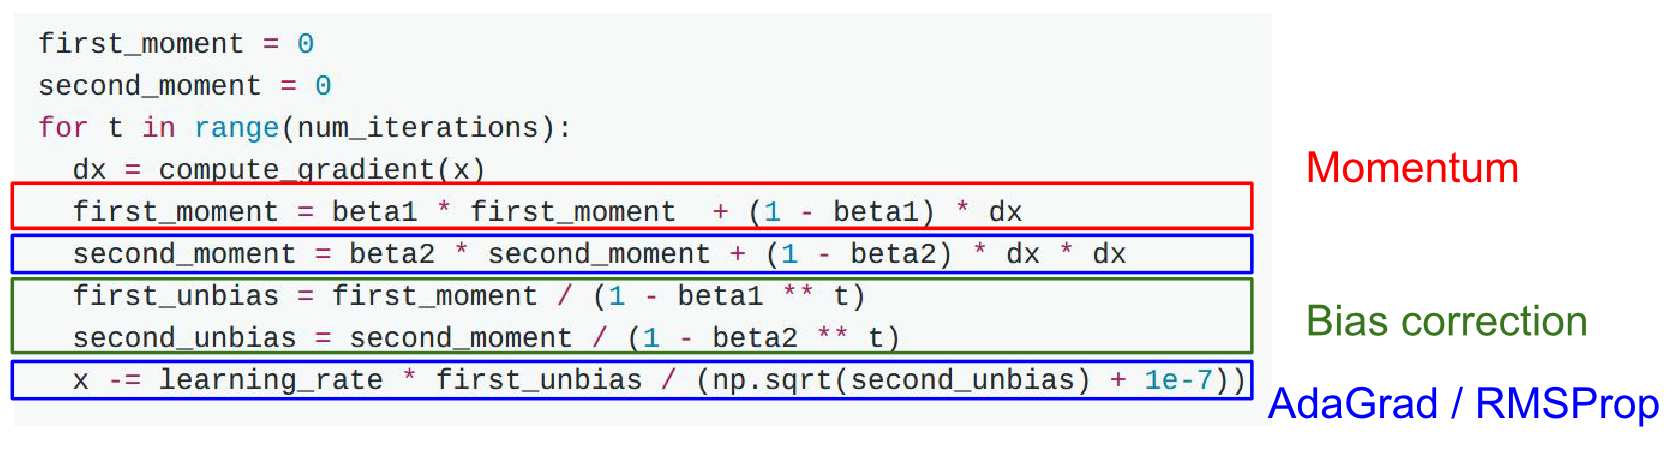 first_moment = 0
second_moment = 0
for t in range(num_iterations):
  dx = compute_gradient(x)
  first_moment = beta1 * first_moment  + (1 - beta1) * dx
  second_moment = beta2 * second_moment + (1 - beta2) * dx * dx
  first_unbias = first_moment / (1 - beta1 ** t)
  second_unbias = second_moment / (1 - beta2 ** t)
  x -= learning_rate * first_unbias / (np.sqrt(second_unbias) + 1e-7))
Momentum
Bias correction
AdaGrad / RMSProp